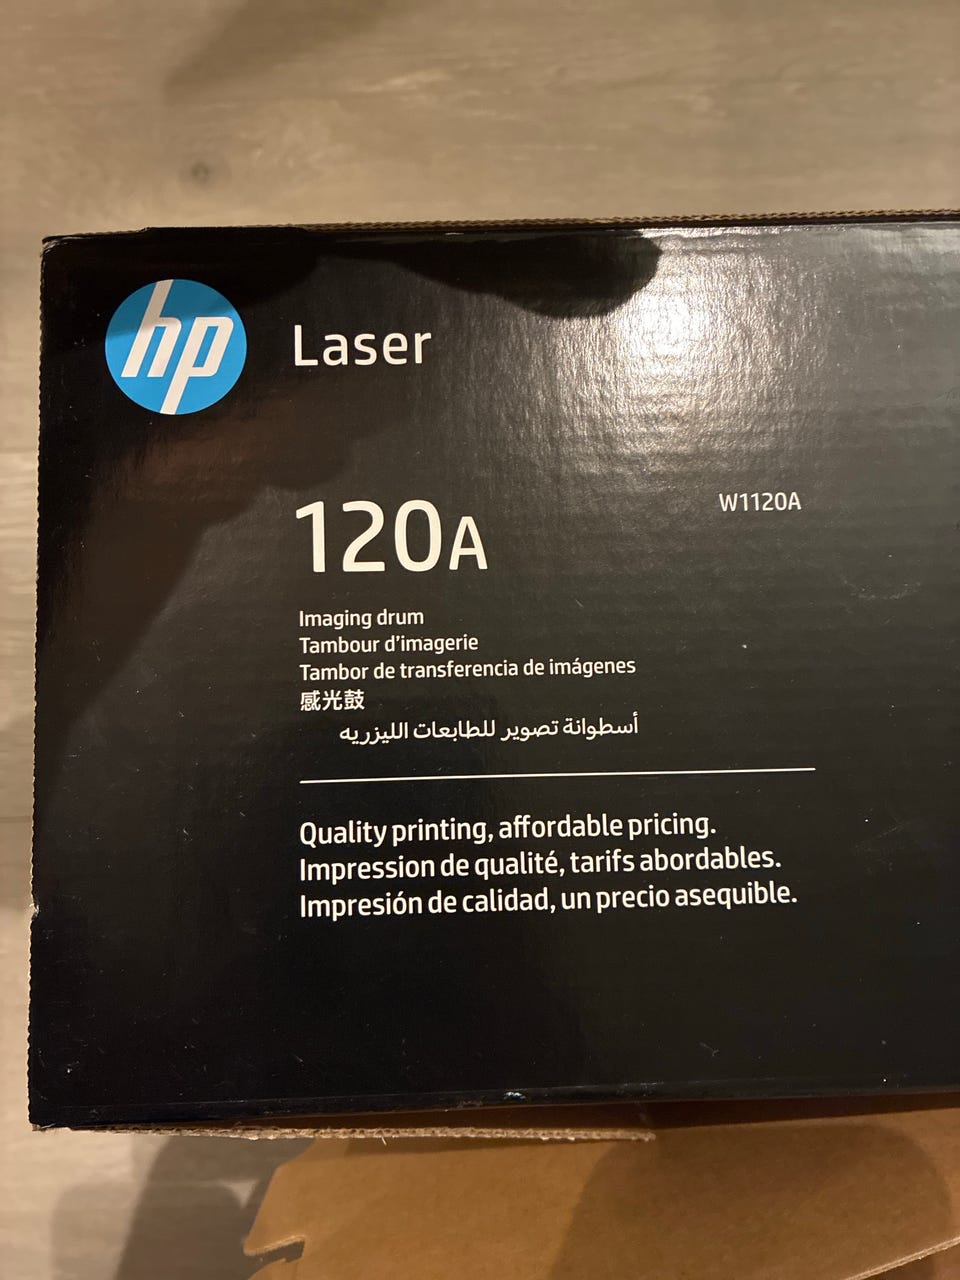 hp
Laser
120A
W1120A
Imaging drum
Tambour d'imagerie
Tambor de transferencia de imágenes
感光鼓
أسطوانة تصوير للطابعات الليزريه
Quality printing, affordable pricing.
Impression de qualité, tarifs abordables.
Impresión de calidad, un precio asequible.